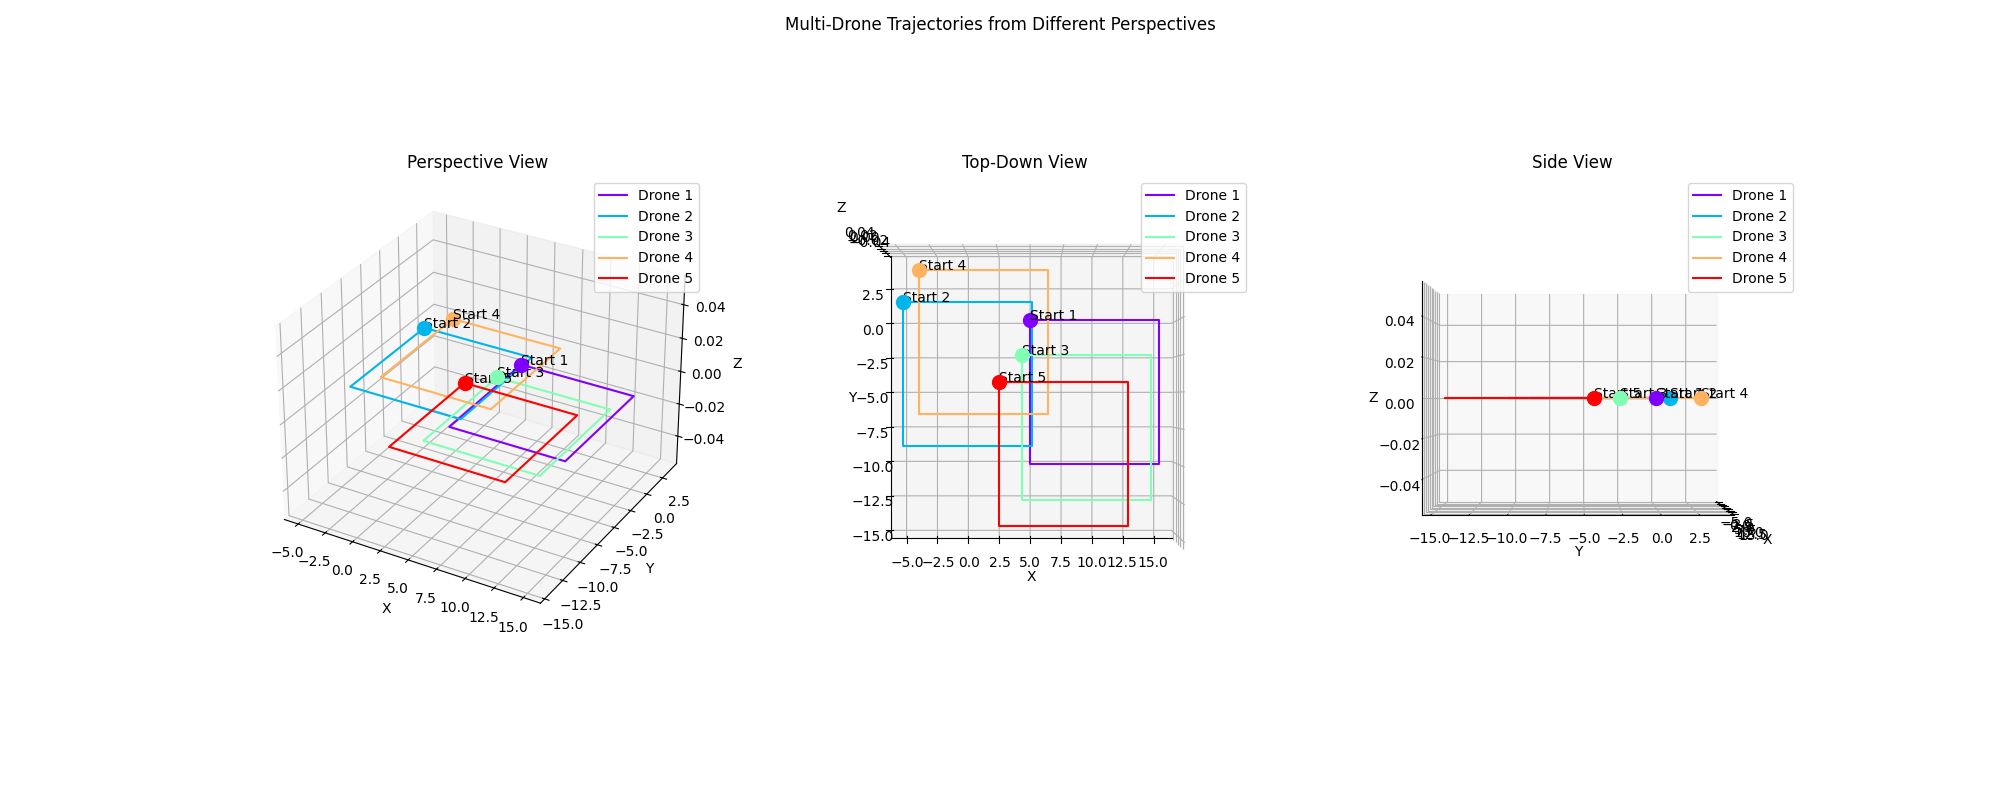 Multi-Drone Trajectories from Different Perspectives
Perspective View
Drone 1
Drone 2
Drone 3
Drone 4
Drone 5
Start 4
Start 2
Start 1
Start 3
Start 5
0.04
0.02
0.00
−0.02
−0.04
Z
2.5
0.0
−2.5
−5.0
−7.5
−10.0
−12.5
−15.0
Y
−5.0
−2.5
0.0
2.5
5.0
7.5
10.0
12.5
15.0
X
Top-Down View
Drone 1
Drone 2
Drone 3
Drone 4
Drone 5
Z
0.04
−0.04
Start 4
Start 2
Start 1
Start 3
Start 5
2.5
0.0
−2.5
Y
−5.0
−7.5
−10.0
−12.5
−15.0
−5.0 −2.5 0.0 2.5 5.0 7.5 10.0 12.5 15.0
X
Side View
Drone 1
Drone 2
Drone 3
Drone 4
Drone 5
0.04
0.02
Z
0.00
−0.02
−0.04
Start 4
−15.0 −12.5 −10.0 −7.5 −5.0 −2.5 0.0 2.5
Y
X